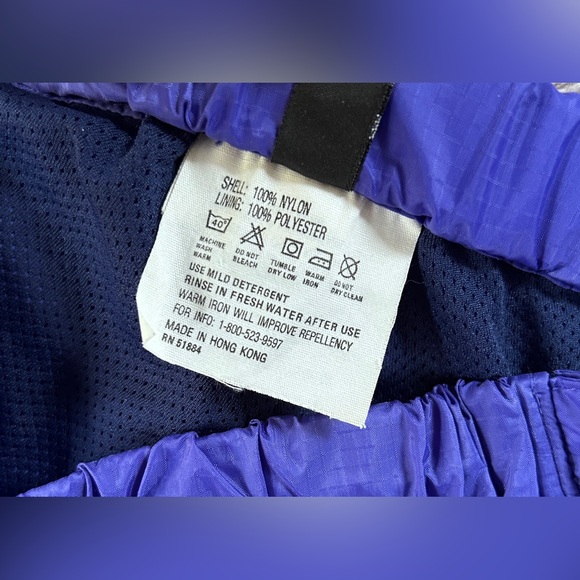 SHELL: 100% NYLON
LINING: 100% POLYESTER
40°
MACHINE WASH WARM
DO NOT BLEACH
TUMBLE DRY LOW
WARM IRON
DO NOT DRY CLEAN
USE MILD DETERGENT
RINSE IN FRESH WATER AFTER USE
WARM IRON WILL IMPROVE REPELLENCY
FOR INFO: 1-800-523-9597
MADE IN HONG KONG
RN 51884